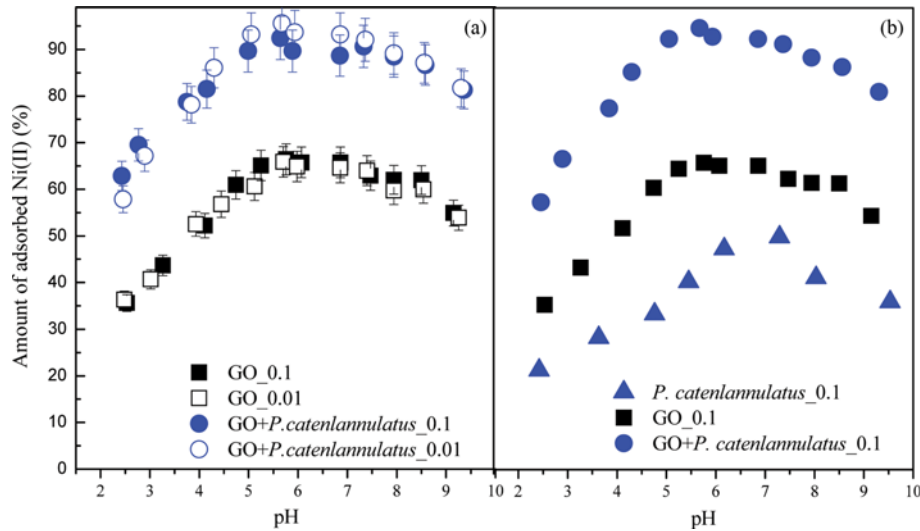 (a)
(b)
Amount of adsorbed Ni(II) (%)
90
80
70
60
50
40
30
20
10
0
GO_0.1
GO_0.01
GO+P.catenlannulatus_0.1
GO+P.catenlannulatus_0.01
P. catenlannulatus_0.1
GO_0.1
GO+P. catenlannulatus_0.1
2 3 4 5 6 7 8 9 10
2 3 4 5 6 7 8 9 10
pH
pH